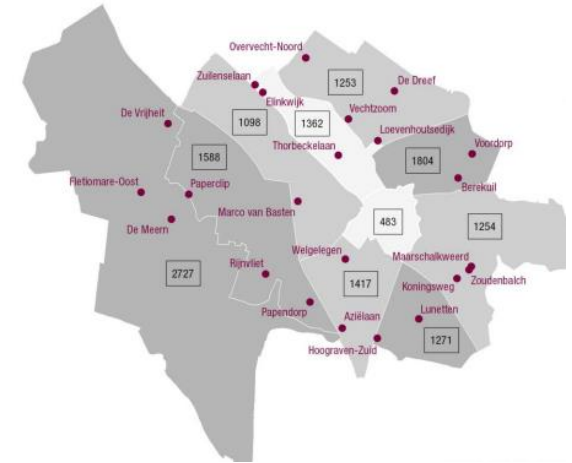 Overvecht-Noord
Zuilenselaan
1253
De Dreef
Elinkwijk
De Vrijheit
1098
1362
Vechtzoom
Loevenhoutsedijk
Thorbeckelaan
1588
1804
Voordorp
Fletiomare-Oost
Paperclip
Berekuil
Marco van Basten
De Meern
483
1254
Welgelegen
Maarschalkweerd
2727
Rijnvliet
1417
Koningsweg
Zoudenbalch
Papendorp
Aziëlaan
Lunetten
Hoograven-Zuid
1271